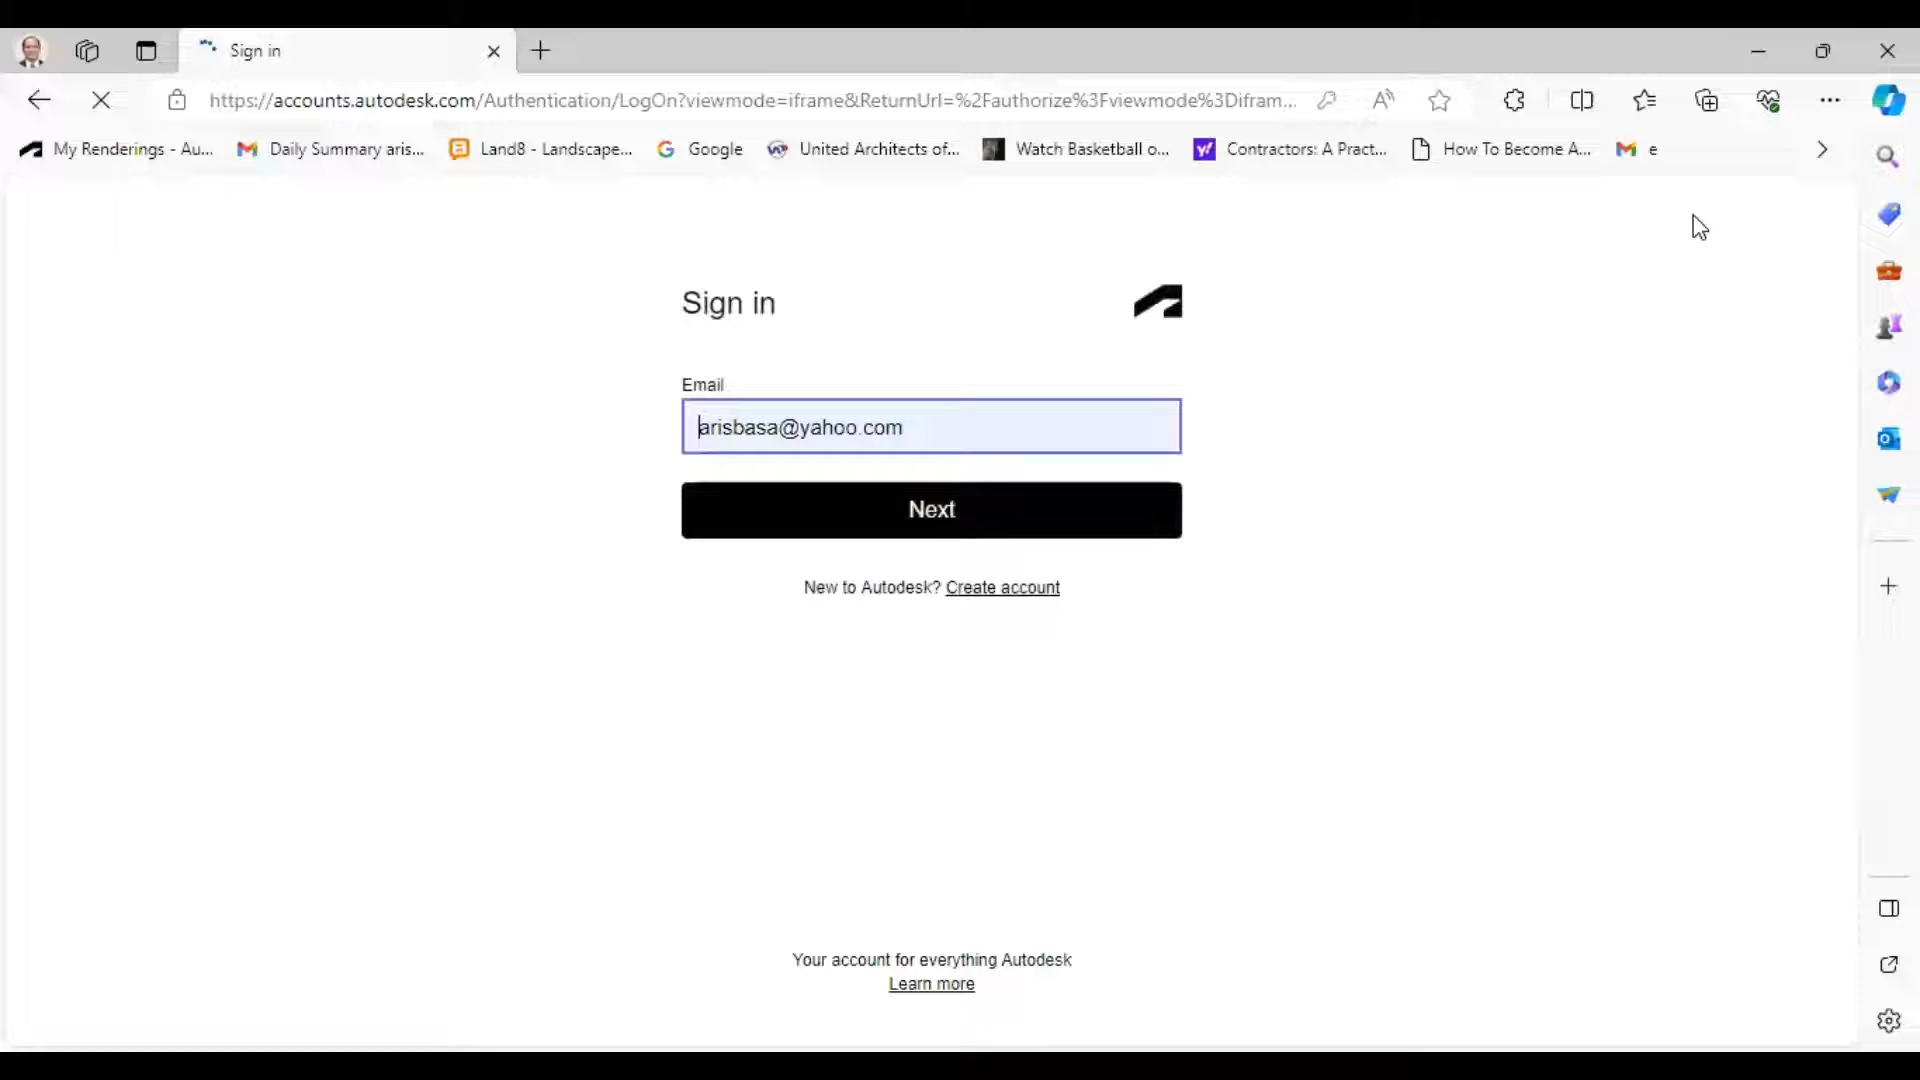 Sign in
https://accounts.autodesk.com/Authentication/LogOn?viewmode=iframe&ReturnUrl=%2Fauthorize%3Fviewmode%3Difram...
My Renderings - Au...
Daily Summary aris...
Land8 - Landscape...
Google
United Architects of...
Watch Basketball o...
Contractors: A Pract...
How To Become A...
e
Sign in
Email
arisbasa@yahoo.com
Next
New to Autodesk? Create account
Your account for everything Autodesk
Learn more